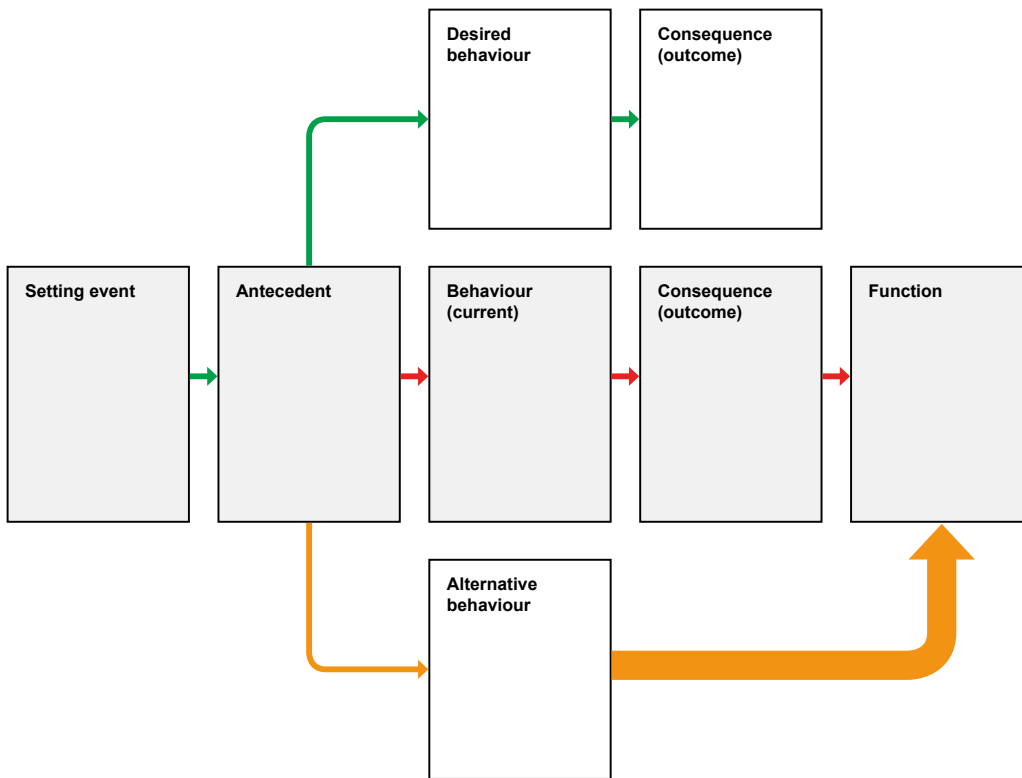 Desired
behaviour
Consequence
(outcome)
Setting event
Antecedent
Behaviour
(current)
Consequence
(outcome)
Function
Alternative
behaviour